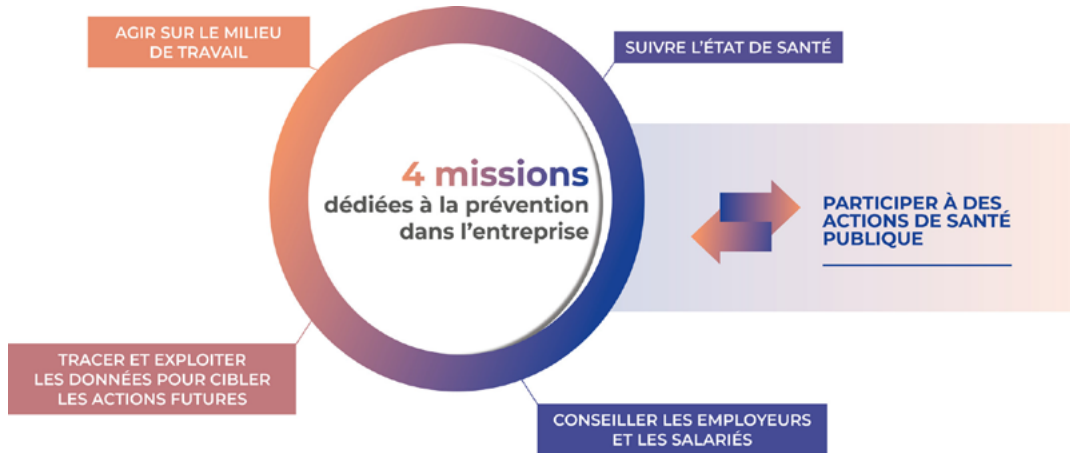 AGIR SUR LE MILIEU
DE TRAVAIL
SUIVRE L'ÉTAT DE SANTÉ
4 missions
dédiées à la prévention
dans l'entreprise
PARTICIPER À DES
ACTIONS DE SANTÉ
PUBLIQUE
TRACER ET EXPLOITER
LES DONNÉES POUR CIBLER
LES ACTIONS FUTURES
CONSEILLER LES EMPLOYEURS
ET LES SALARIÉS